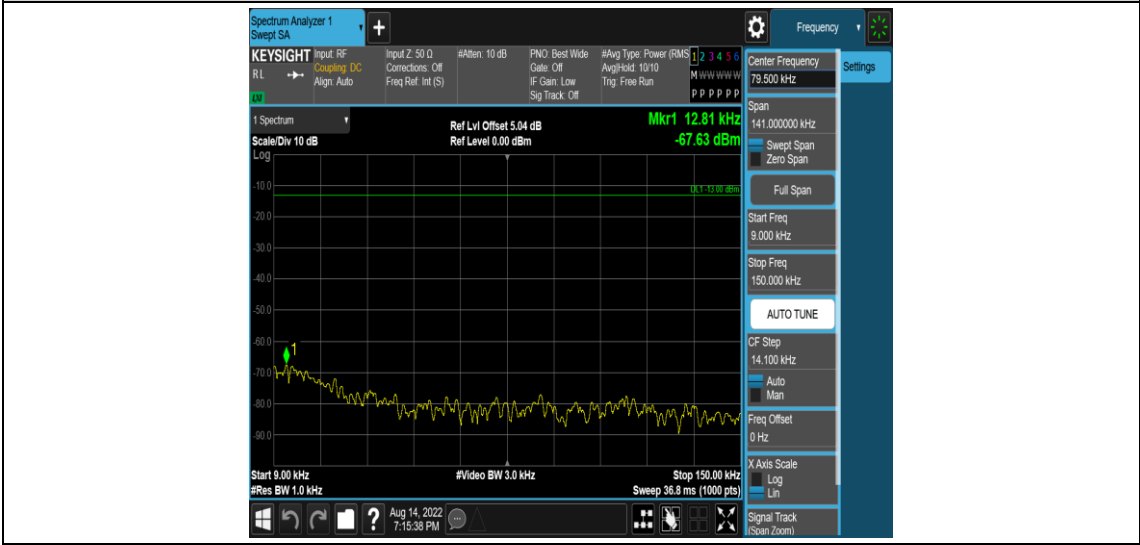 Spectrum Analyzer 1
Swept SA
+
Frequency
KEYSIGHT
RL
LXI
Input: RF
Coupling: DC
Align: Auto
Input Z: 50 Ω
Corrections: Off
Freq Ref: Int (S)
#Atten: 10 dB
PNO: Best Wide
Gate: Off
IF Gain: Low
Sig Track: Off
#Avg Type: Power (RMS
Avg|Hold: 10/10
Trig: Free Run
1 2 3 4 5 6
M W W W W W
P P P P P P
1 Spectrum
Scale/Div 10 dB
Log
Ref Lvl Offset 5.04 dB
Ref Level 0.00 dBm
Mkr1 12.81 kHz
-67.63 dBm
DL1 -13.00 dBm
-10.0
-20.0
-30.0
-40.0
-50.0
-60.0
1
-70.0
-80.0
-90.0
Start 9.00 kHz
#Res BW 1.0 kHz
#Video BW 3.0 kHz
Stop 150.00 kHz
Sweep 36.8 ms (1000 pts)
?
Aug 14, 2022
7:15:38 PM
Center Frequency
79.500 kHz
Settings
Span
141.000000 kHz
Swept Span
Zero Span
Full Span
Start Freq
9.000 kHz
Stop Freq
150.000 kHz
AUTO TUNE
CF Step
14.100 kHz
Auto
Man
Freq Offset
0 Hz
X Axis Scale
Log
Lin
Signal Track
(Span Zoom)